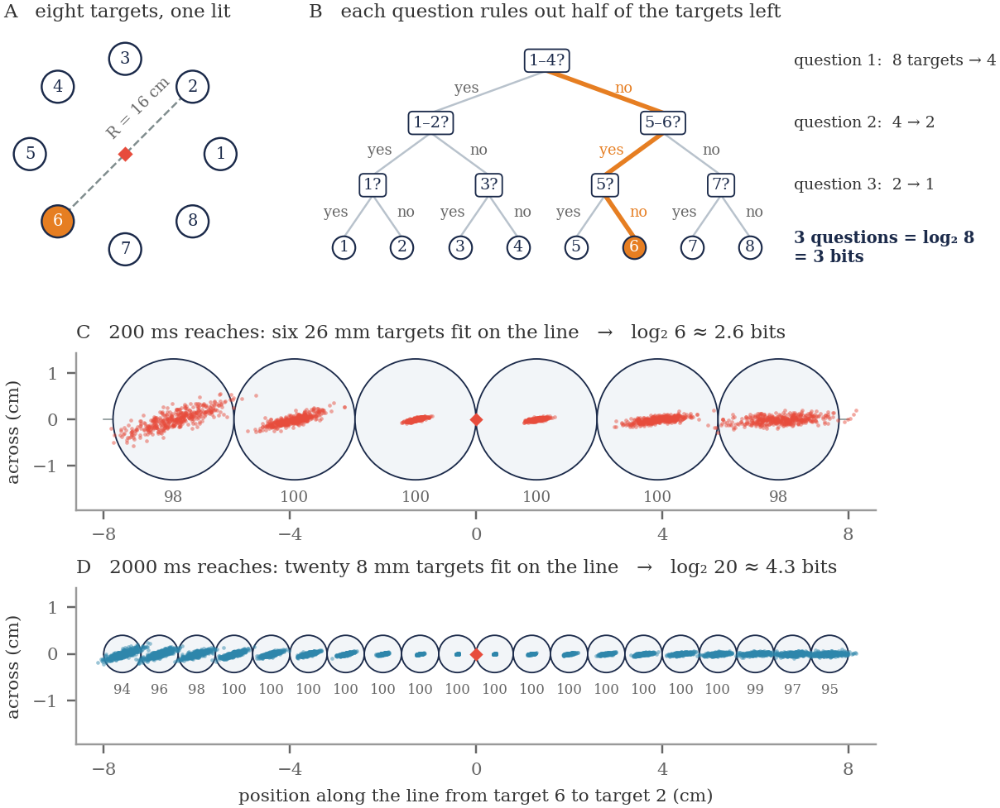 A eight targets, one lit
3
4
2
R = 16 cm
5
1
6
8
7
B each question rules out half of the targets left
1–4?
yes
no
1–2?
5–6?
yes
no
yes
no
1?
3?
5?
7?
yes
no
yes
no
yes
no
yes
no
1
2
3
4
5
6
7
8
question 1: 8 targets → 4
question 2: 4 → 2
question 3: 2 → 1
3 questions = log₂ 8
= 3 bits
C 200 ms reaches: six 26 mm targets fit on the line → log₂ 6 ≈ 2.6 bits
across (cm)
1
0
−1
98 100 100 100 100 98
−8 −4 0 4 8
D 2000 ms reaches: twenty 8 mm targets fit on the line → log₂ 20 ≈ 4.3 bits
across (cm)
1
0
−1
94 96 98 100 100 100 100 100 100 100 100 100 100 100 100 100 100 99 97 95
−8 −4 0 4 8
position along the line from target 6 to target 2 (cm)